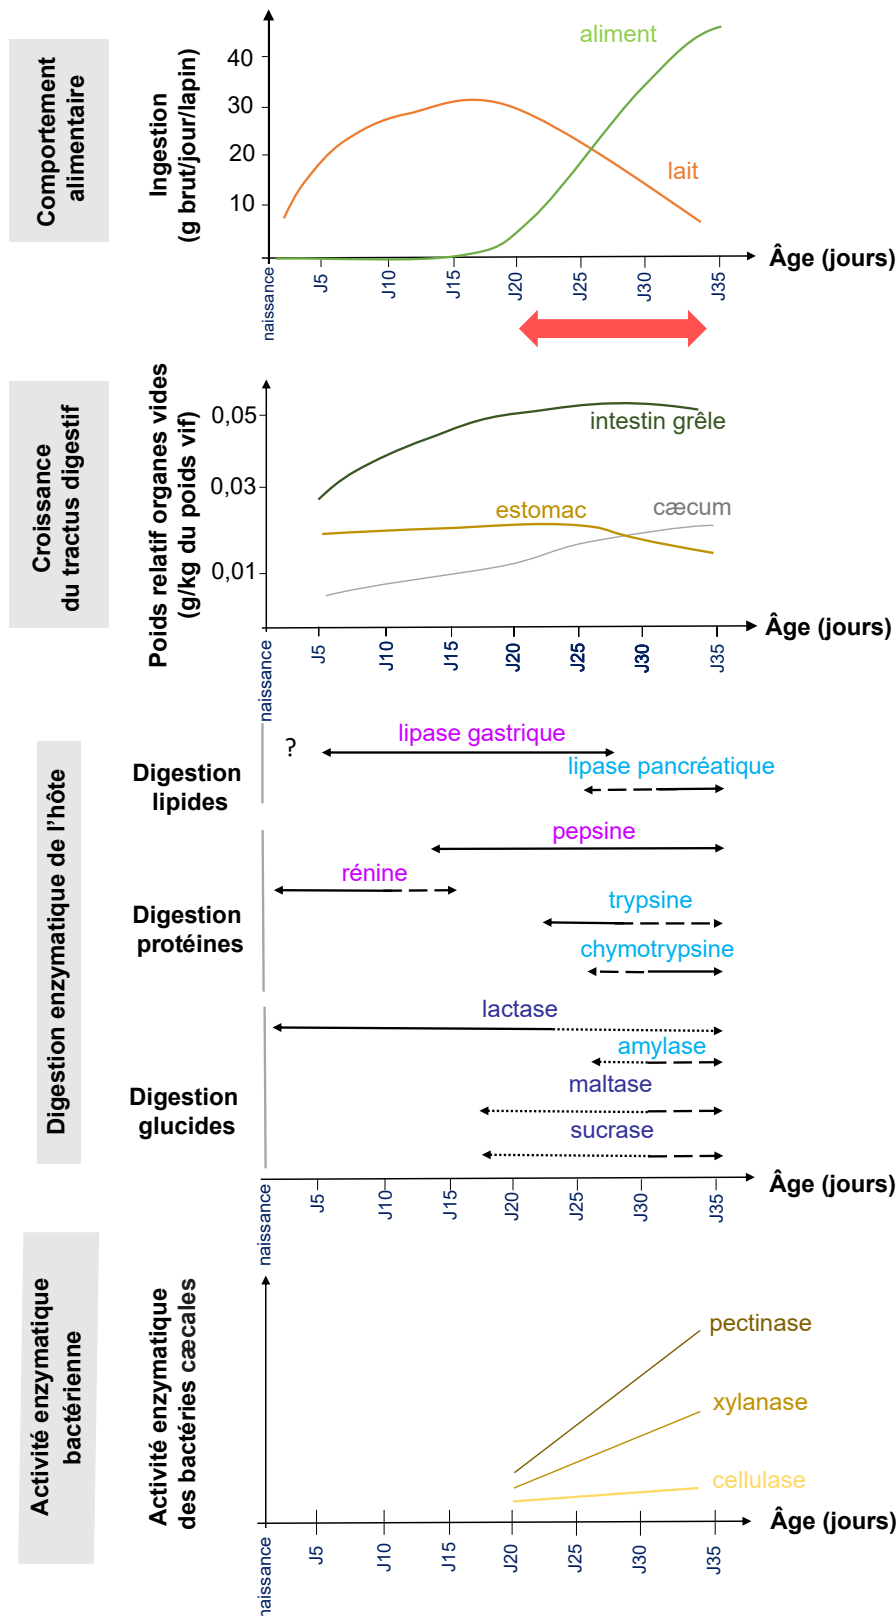 Comportement
alimentaire
Ingestion
(g brut/jour/lapin)
40
30
20
10
aliment
lait
Âge (jours)
naissance
J5
J10
J15
J20
J25
J30
J35
Croissance
du tractus digestif
Poids relatif organes vides
(g/kg du poids vif)
0,05
0,03
0,01
intestin grêle
estomac
cæcum
Âge (jours)
naissance
J5
J10
J15
J20
J25
J30
J35
Digestion enzymatique de l’hôte
Digestion
lipides
?
lipase gastrique
lipase pancréatique
Digestion
protéines
pepsine
rénine
trypsine
chymotrypsine
Digestion
glucides
lactase
amylase
maltase
sucrase
Âge (jours)
naissance
J5
J10
J15
J20
J25
J30
J35
Activité enzymatique
bactérienne
Activité enzymatique
des bactéries cæcales
pectinase
xylanase
cellulase
Âge (jours)
naissance
J5
J10
J15
J20
J25
J30
J35